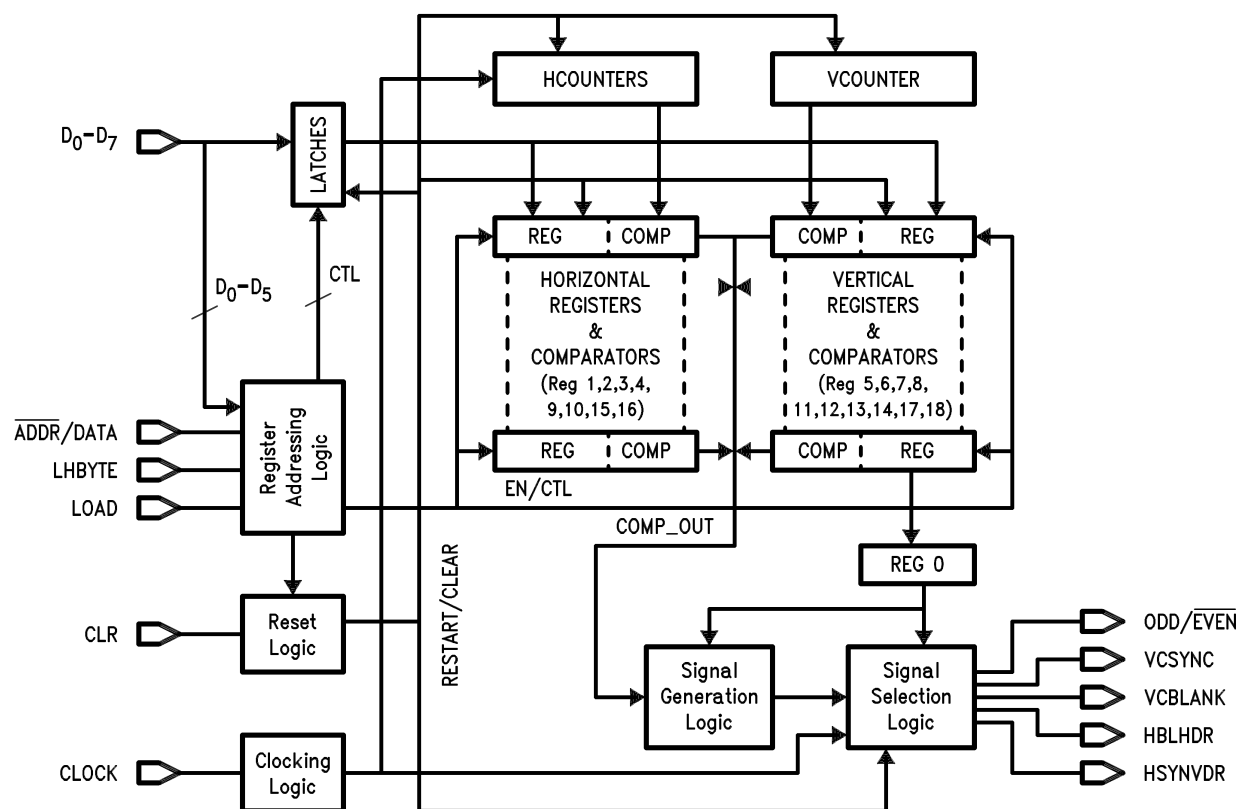 HCOUNTERS
VCOUNTER
D0-D7
LATCHES
REG
COMP
COMP
REG
D0-D5
CTL
HORIZONTAL
REGISTERS
&
COMPARATORS
(Reg 1,2,3,4,
9,10,15,16)
VERTICAL
REGISTERS
&
COMPARATORS
(Reg 5,6,7,8,
11,12,13,14,17,18)
ADDR/DATA
LHBYTE
LOAD
Register
Addressing
Logic
REG
COMP
COMP
REG
EN/CTL
COMP_OUT
RESTART/CLEAR
REG 0
CLR
Reset
Logic
Signal
Generation
Logic
Signal
Selection
Logic
ODD/EVEN
VCSYNC
VCBLANK
HBLHDR
HSYNVDR
CLOCK
Clocking
Logic